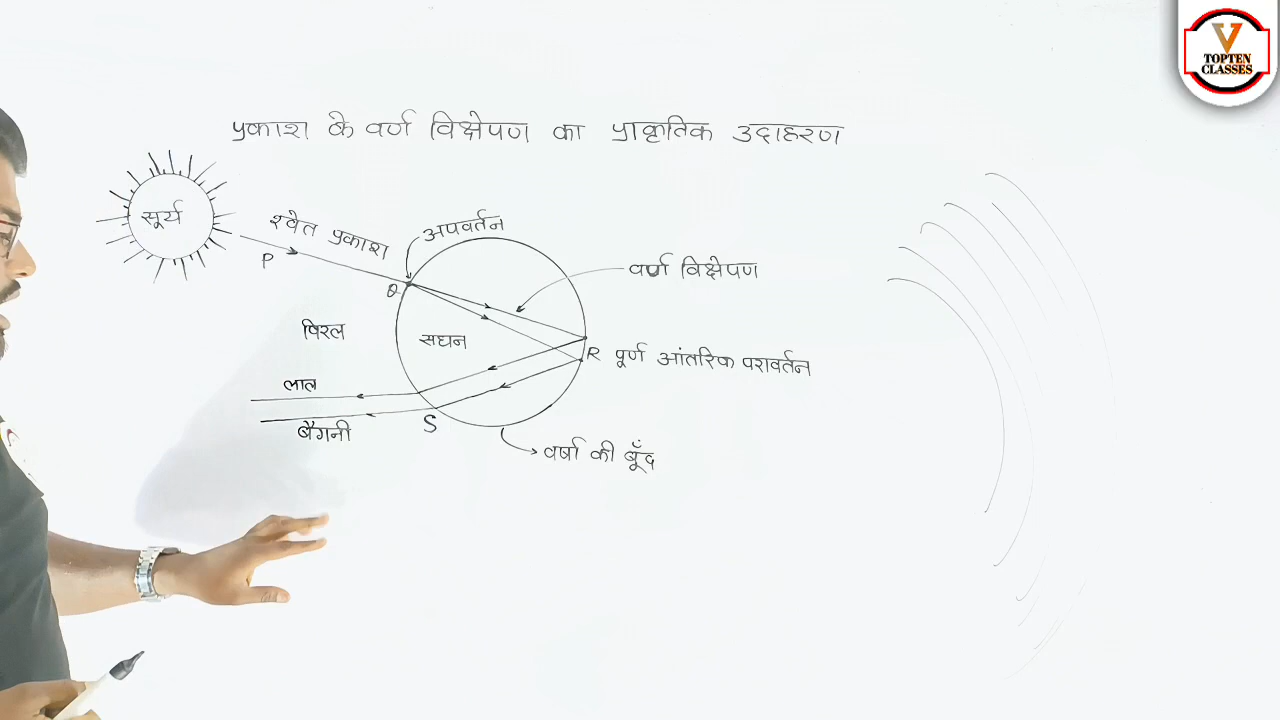 V
TOPTEN
CLASSES
प्रकाश के वर्ण विक्षेपण का प्राकृतिक उदाहरण
सूर्य
श्वेत प्रकाश
अपवर्तन
P
Q
वर्ण विक्षेपण
विरल
सघन
R पूर्ण आंतरिक परावर्तन
लाल
S
बैंगनी
वर्षा की बूँद